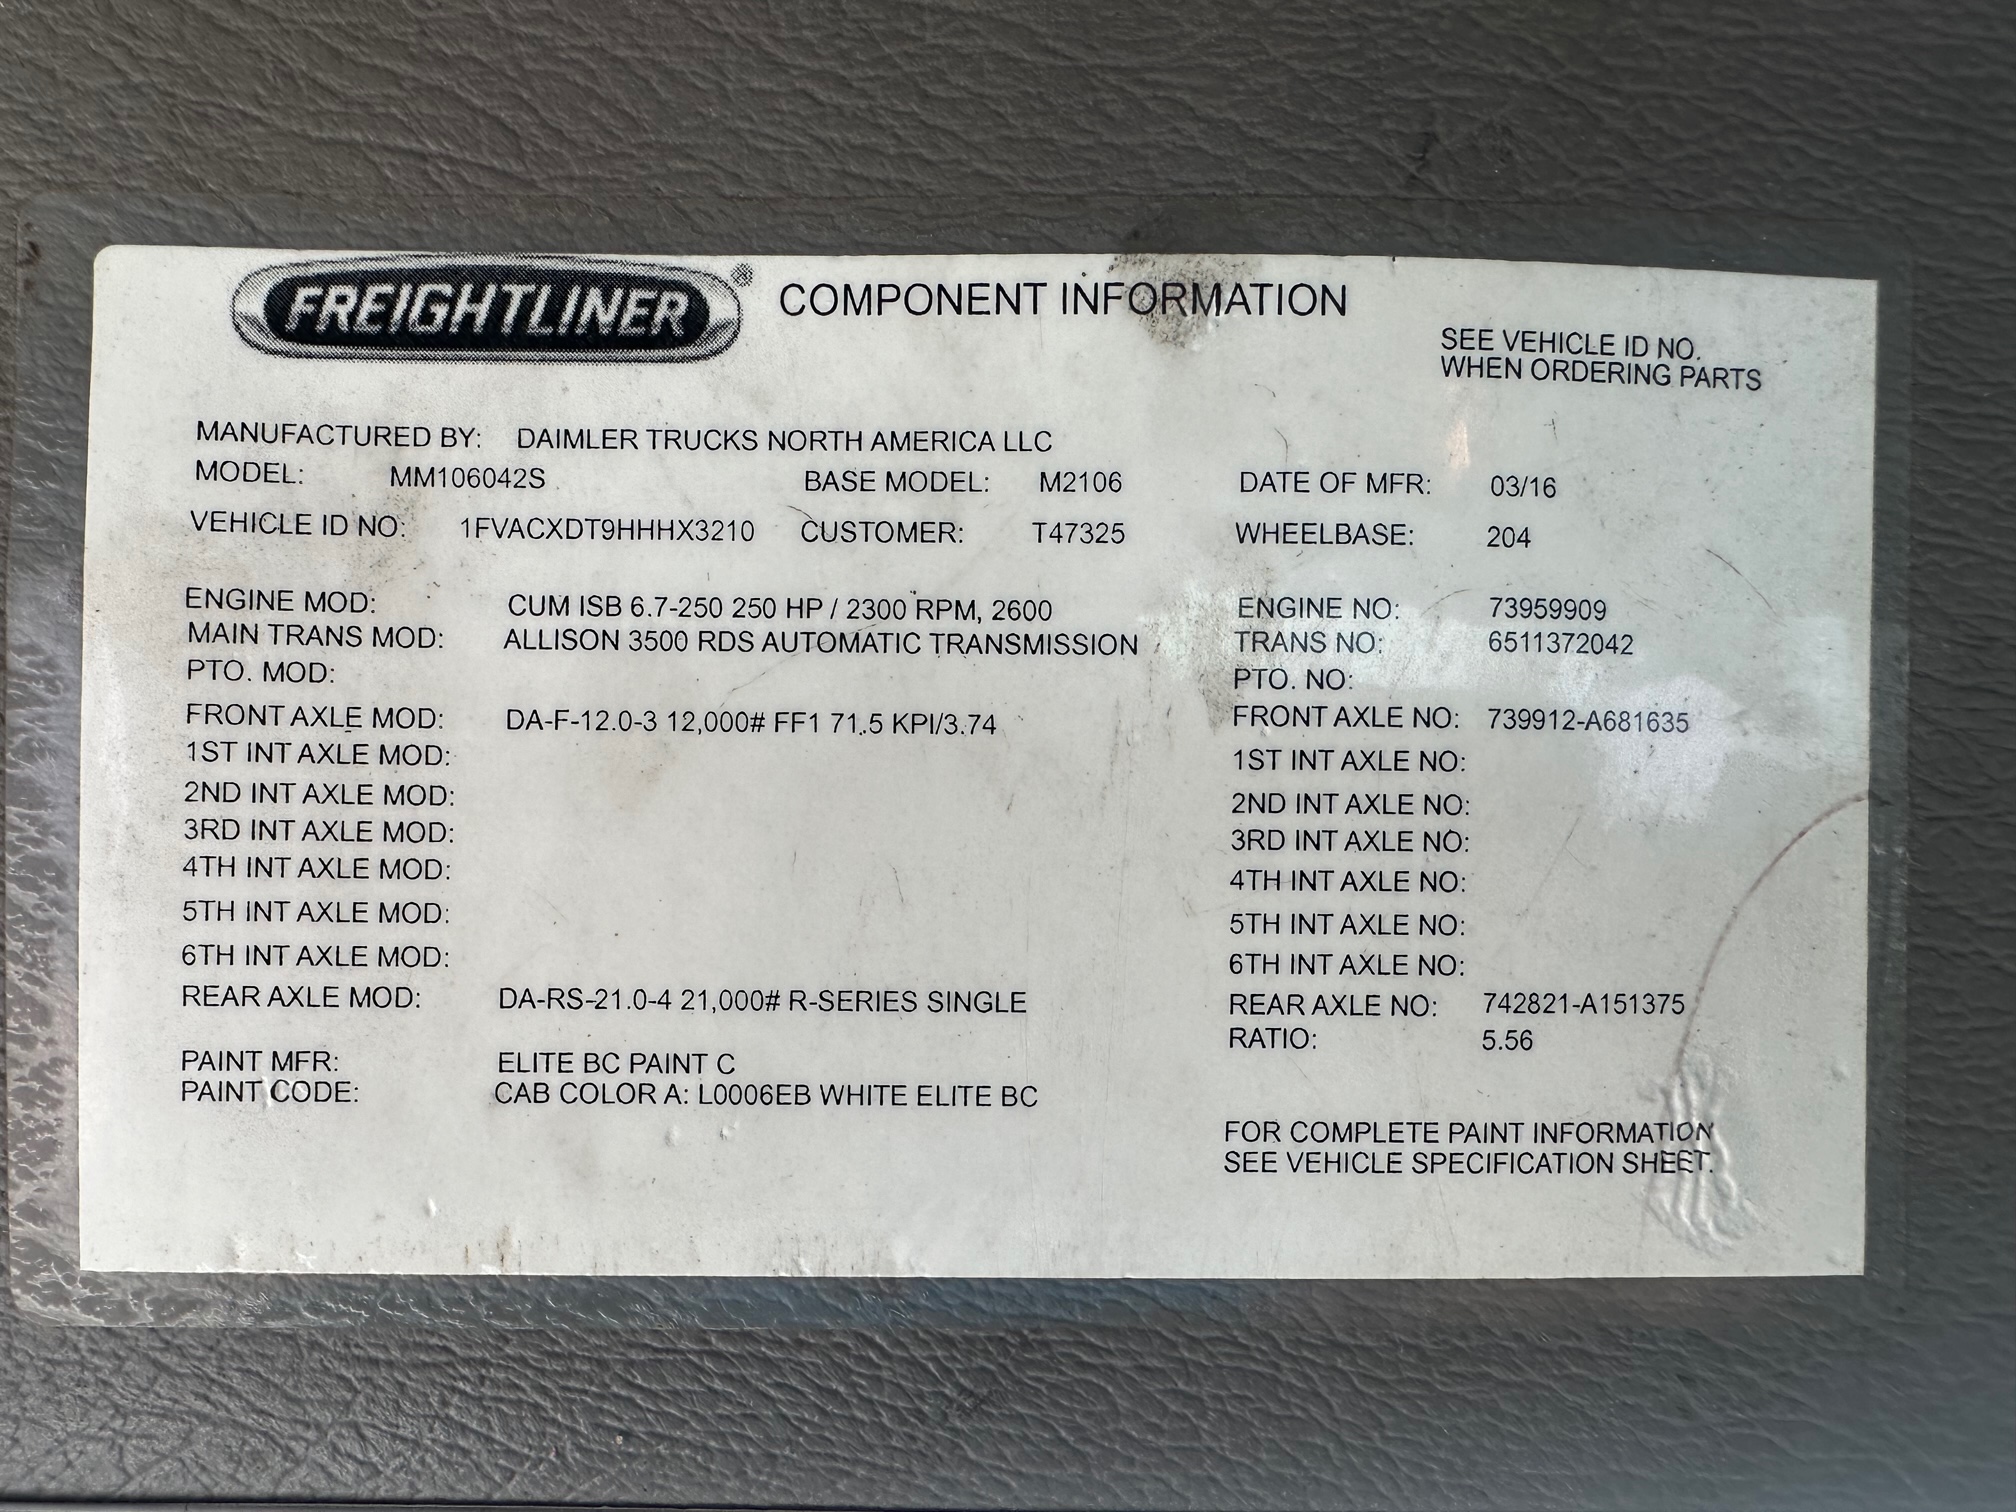 FREIGHTLINER® COMPONENT INFORMATION
SEE VEHICLE ID NO.
WHEN ORDERING PARTS
MANUFACTURED BY: DAIMLER TRUCKS NORTH AMERICA LLC
MODEL: MM106042S BASE MODEL: M2106 DATE OF MFR: 03/16
VEHICLE ID NO: 1FVACXDT9HHHX3210 CUSTOMER: T47325 WHEELBASE: 204
ENGINE MOD: CUM ISB 6.7-250 250 HP / 2300 RPM, 2600 ENGINE NO: 73959909
MAIN TRANS MOD: ALLISON 3500 RDS AUTOMATIC TRANSMISSION TRANS NO: 6511372042
PTO. MOD: PTO. NO:
FRONT AXLE MOD: DA-F-12.0-3 12,000# FF1 71.5 KPI/3.74 FRONT AXLE NO: 739912-A681635
1ST INT AXLE MOD: 1ST INT AXLE NO:
2ND INT AXLE MOD: 2ND INT AXLE NO:
3RD INT AXLE MOD: 3RD INT AXLE NO:
4TH INT AXLE MOD: 4TH INT AXLE NO:
5TH INT AXLE MOD: 5TH INT AXLE NO:
6TH INT AXLE MOD: 6TH INT AXLE NO:
REAR AXLE MOD: DA-RS-21.0-4 21,000# R-SERIES SINGLE REAR AXLE NO: 742821-A151375
RATIO: 5.56
PAINT MFR: ELITE BC PAINT C
PAINT CODE: CAB COLOR A: L0006EB WHITE ELITE BC
FOR COMPLETE PAINT INFORMATION
SEE VEHICLE SPECIFICATION SHEET.